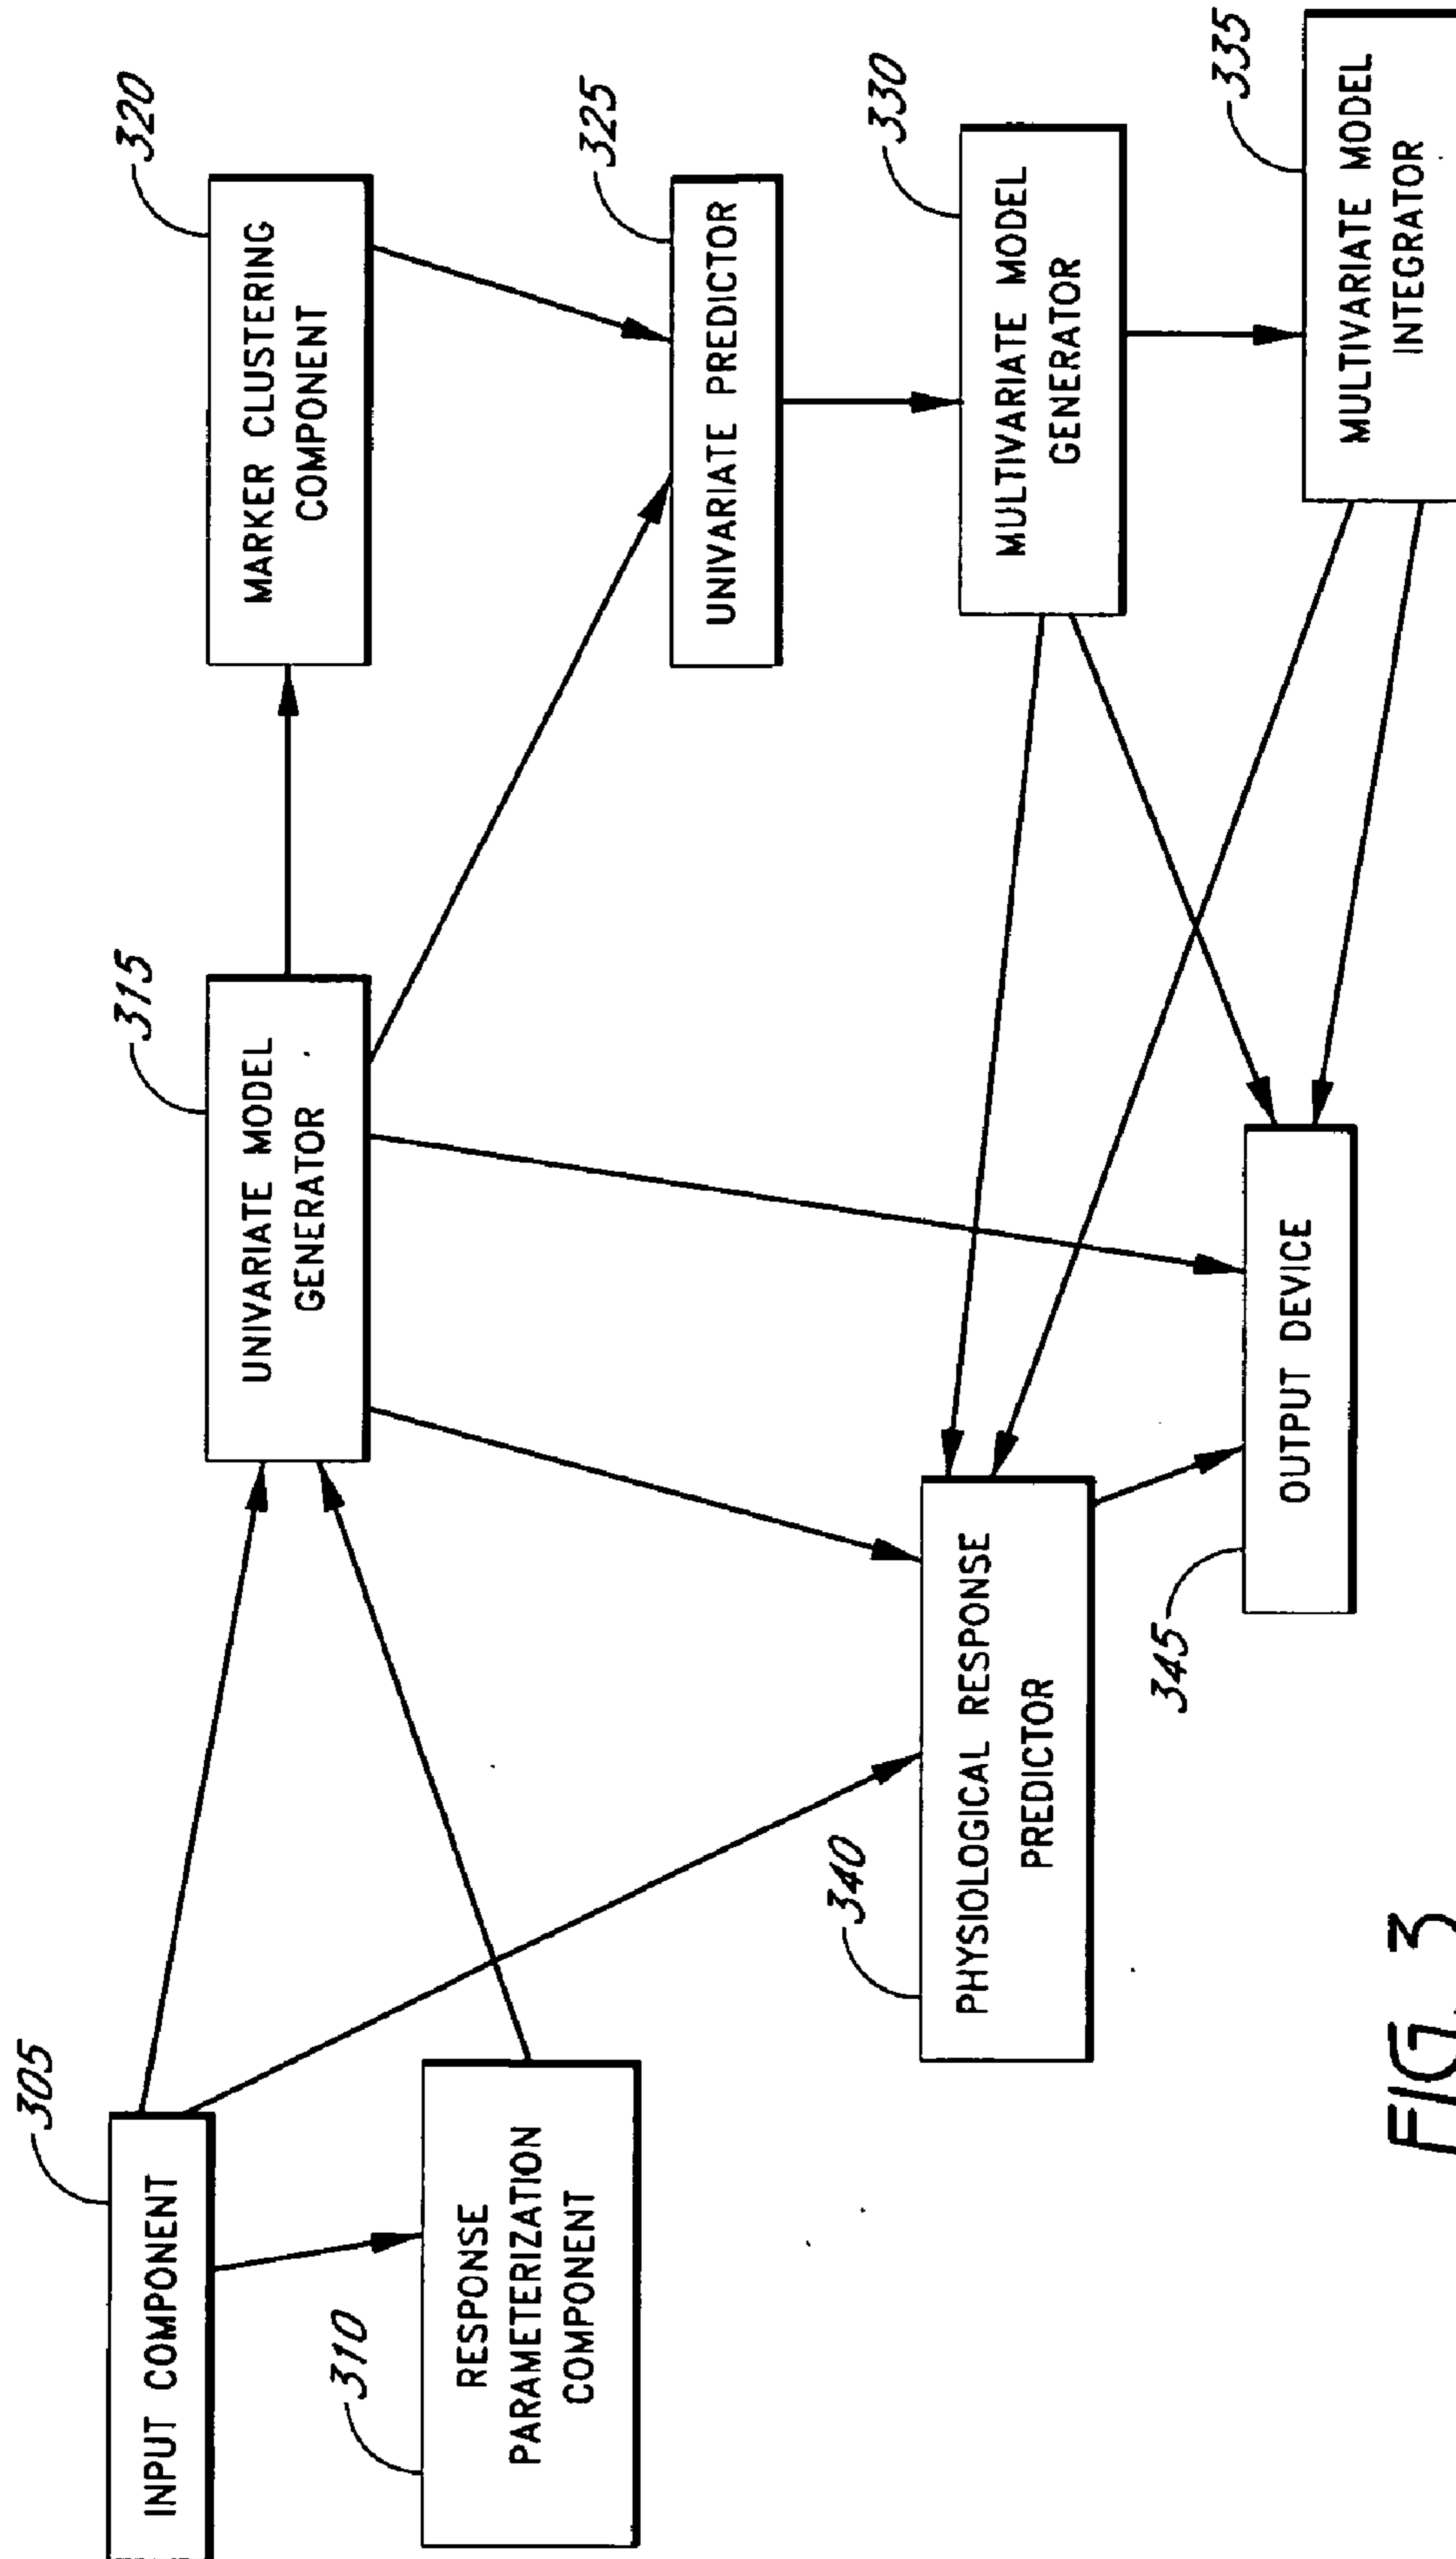 305
INPUT COMPONENT
310
RESPONSE
PARAMETERIZATION
COMPONENT
315
UNIVARIATE MODEL
GENERATOR
320
MARKER CLUSTERING
COMPONENT
325
UNIVARIATE PREDICTOR
330
MULTIVARIATE MODEL
GENERATOR
335
MULTIVARIATE MODEL
INTEGRATOR
340
PHYSIOLOGICAL RESPONSE
PREDICTOR
345
OUTPUT DEVICE
FIG. 3